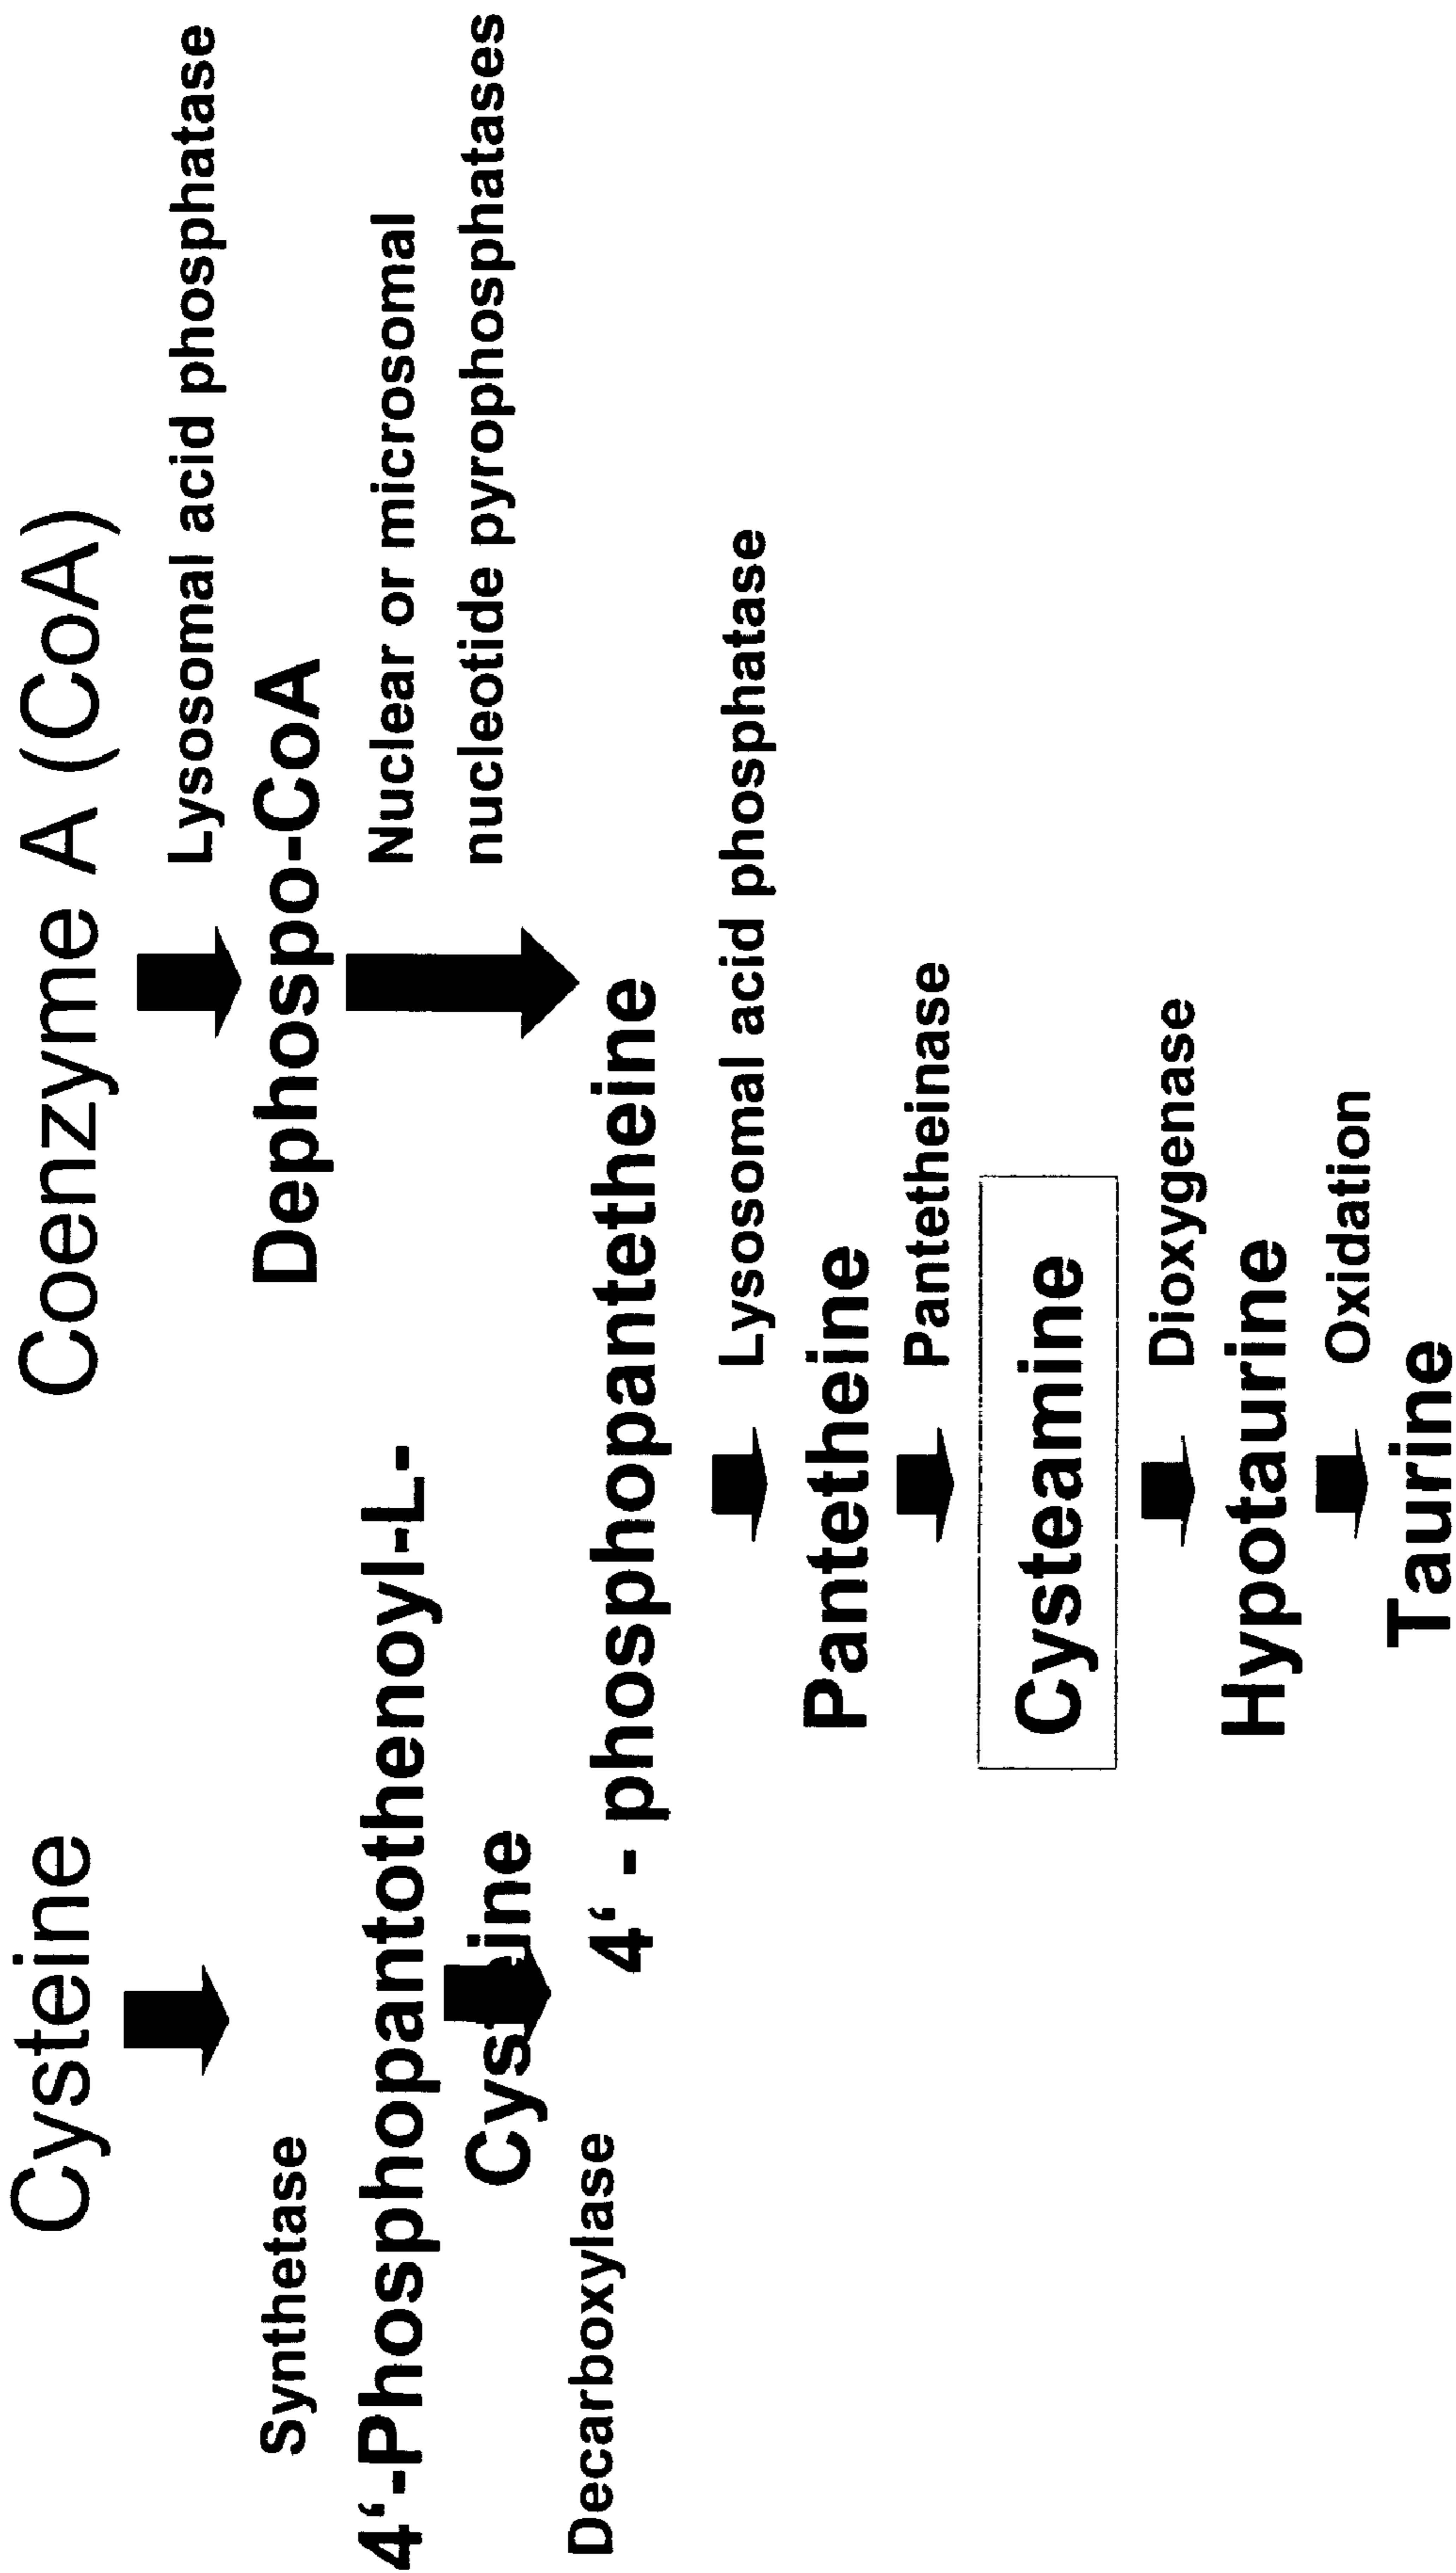 Cysteine
Coenzyme A (CoA)
Lysosomal acid phosphatase
Synthetase
Dephospo-CoA
4‘-Phosphopantothenoyl-L-
Cysteine
Nuclear or microsomal
nucleotide pyrophosphatases
Decarboxylase
4‘ - phosphopantetheine
Lysosomal acid phosphatase
Pantetheine
Pantetheinase
Cysteamine
Dioxygenase
Hypotaurine
Oxidation
Taurine